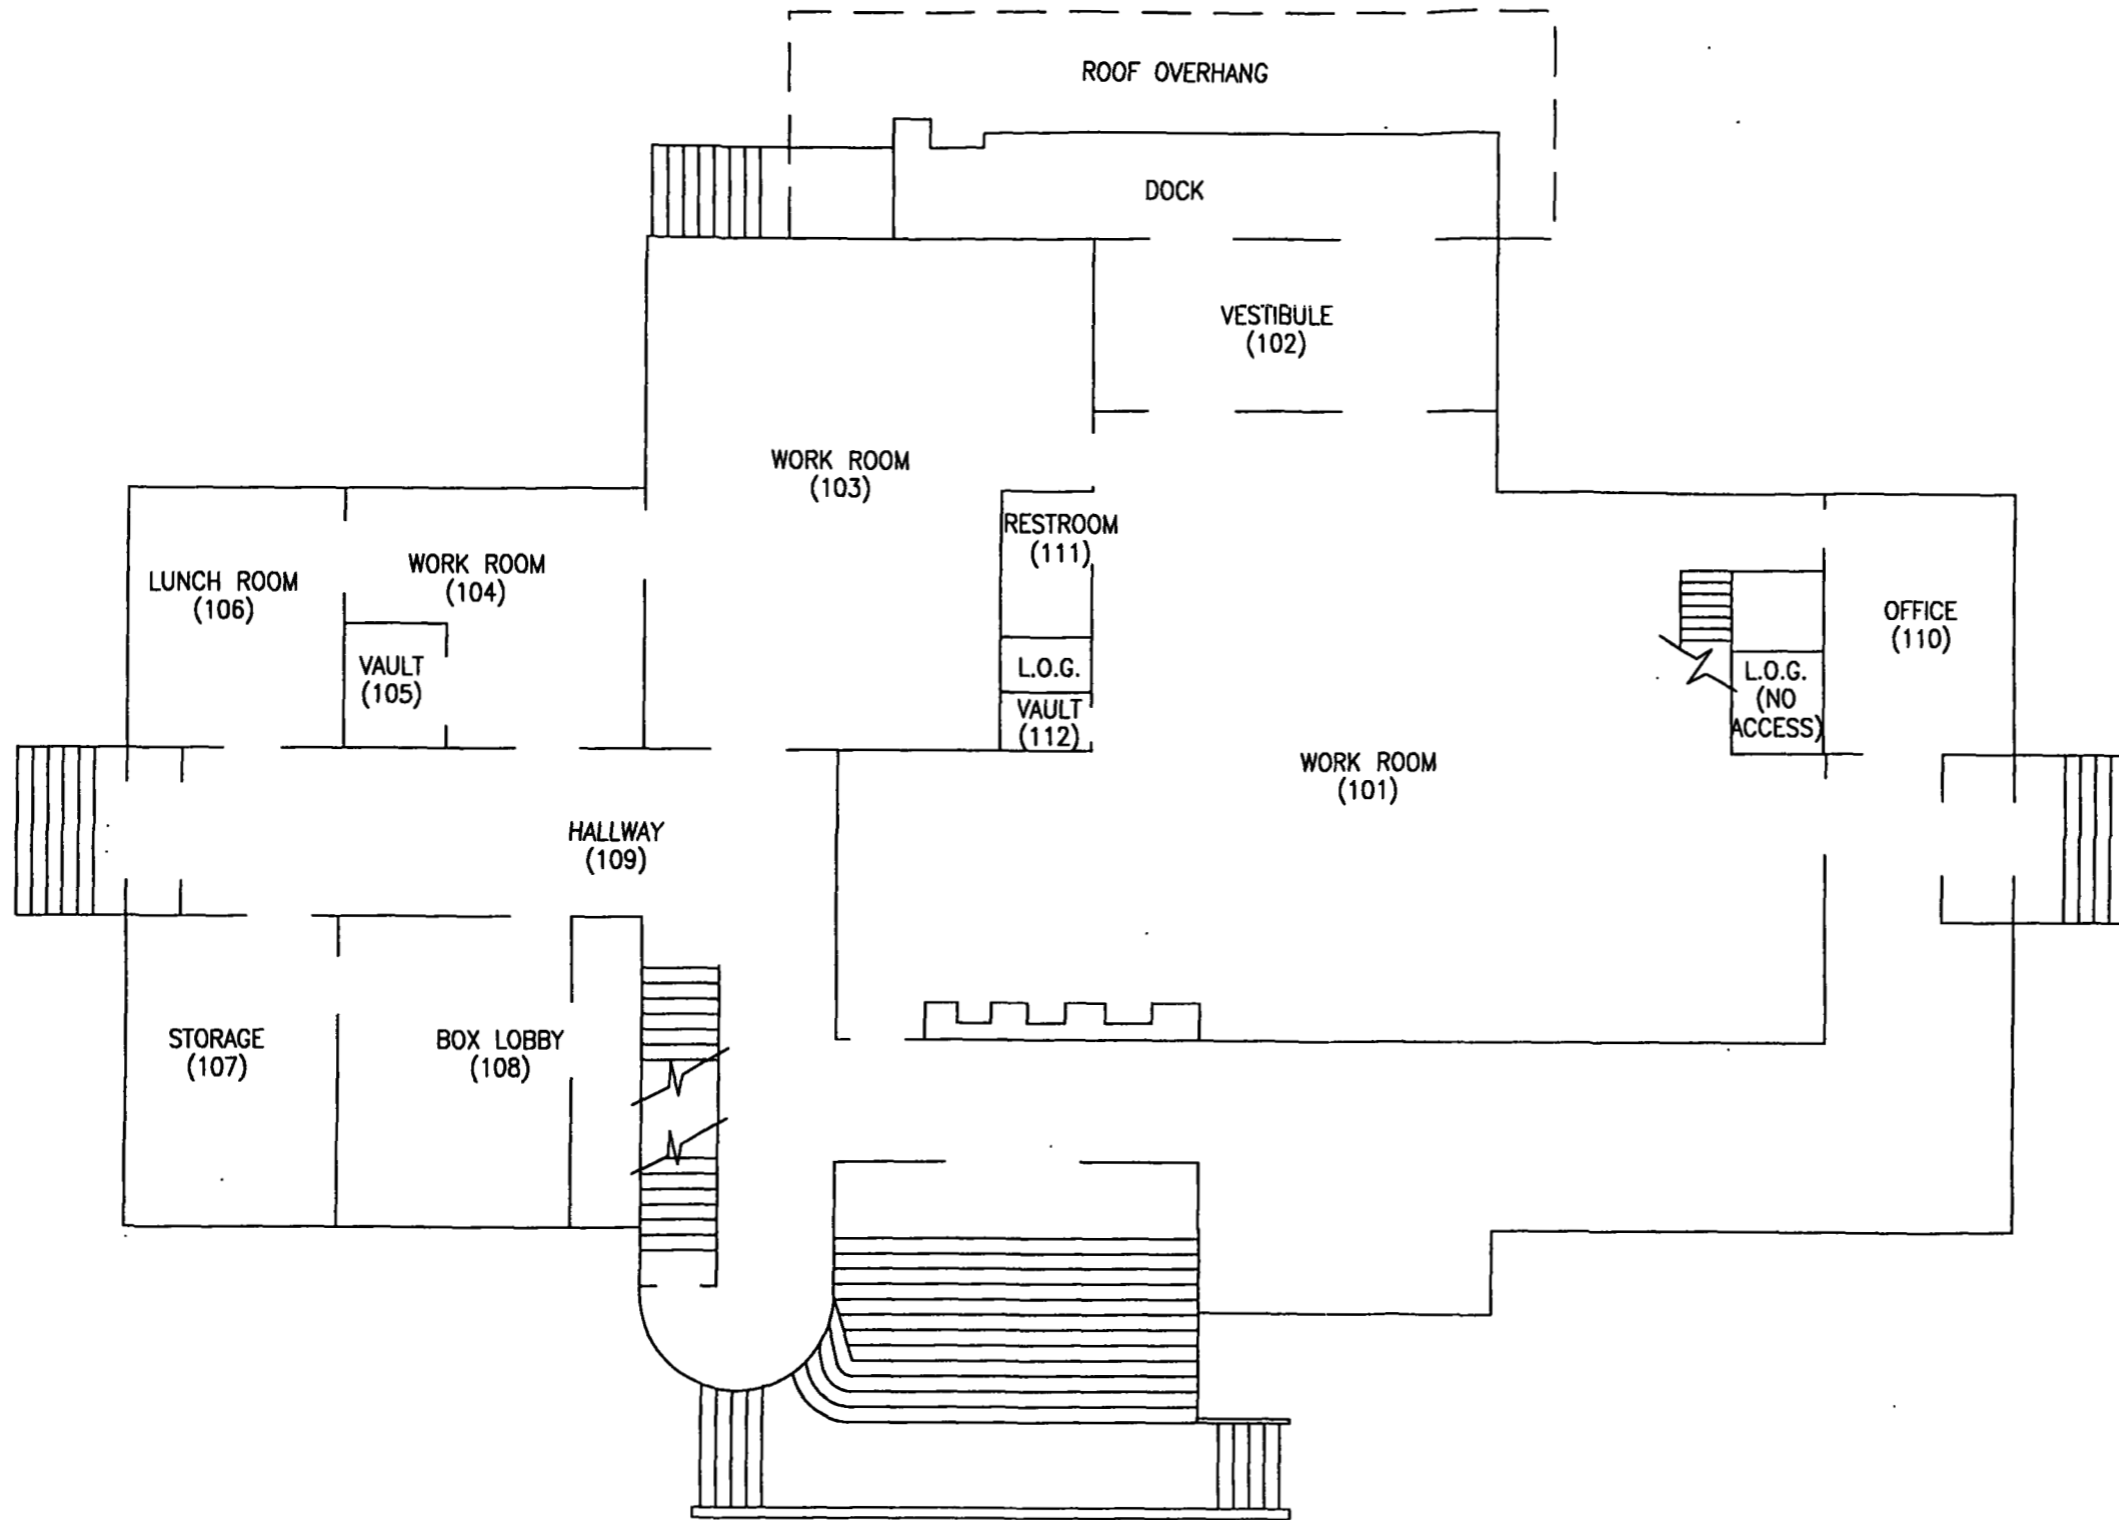 ROOF OVERHANG
DOCK
VESTIBULE
(102)
WORK ROOM
(103)
RESTROOM
(111)
WORK ROOM
(104)
LUNCH ROOM
(106)
OFFICE
(110)
VAULT
(105)
L.O.G.
L.O.G.
(NO
ACCESS)
VAULT
(112)
WORK ROOM
(101)
HALLWAY
(109)
STORAGE
(107)
BOX LOBBY
(108)